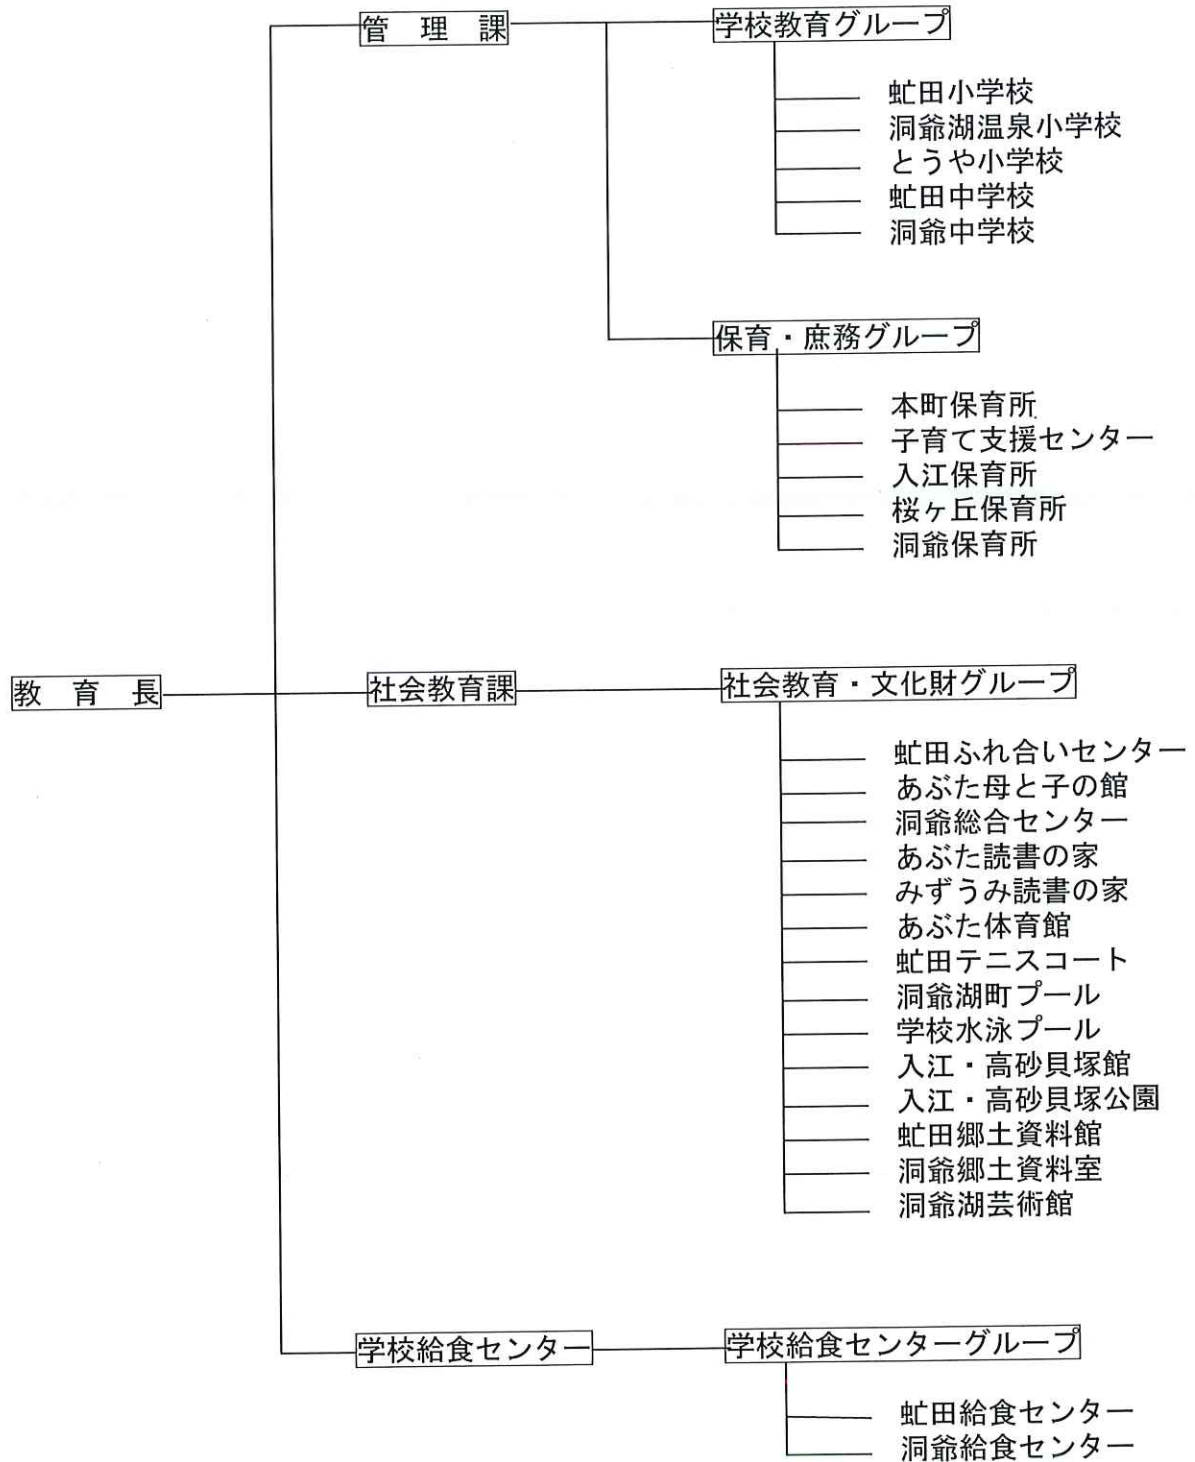 管　理　課
学校教育グループ
虻田小学校
洞爺湖温泉小学校
とうや小学校
虻田中学校
洞爺中学校
保育・庶務グループ
本町保育所
子育て支援センター
入江保育所
桜ヶ丘保育所
洞爺保育所
教　育　長
社会教育課
社会教育・文化財グループ
虻田ふれ合いセンター
あぶた母と子の館
洞爺総合センター
あぶた読書の家
みずうみ読書の家
あぶた体育館
虻田テニスコート
洞爺湖町プール
学校水泳プール
入江・高砂貝塚館
入江・高砂貝塚公園
虻田郷土資料館
洞爺郷土資料室
洞爺湖芸術館
学校給食センター
学校給食センターグループ
虻田給食センター
洞爺給食センター